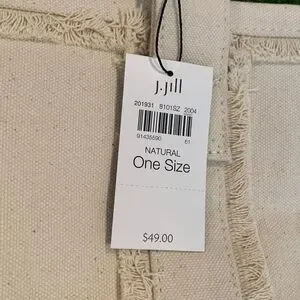 J.Jill
201931 B101SZ 2004
91435590
61
NATURAL
One Size
$49.00